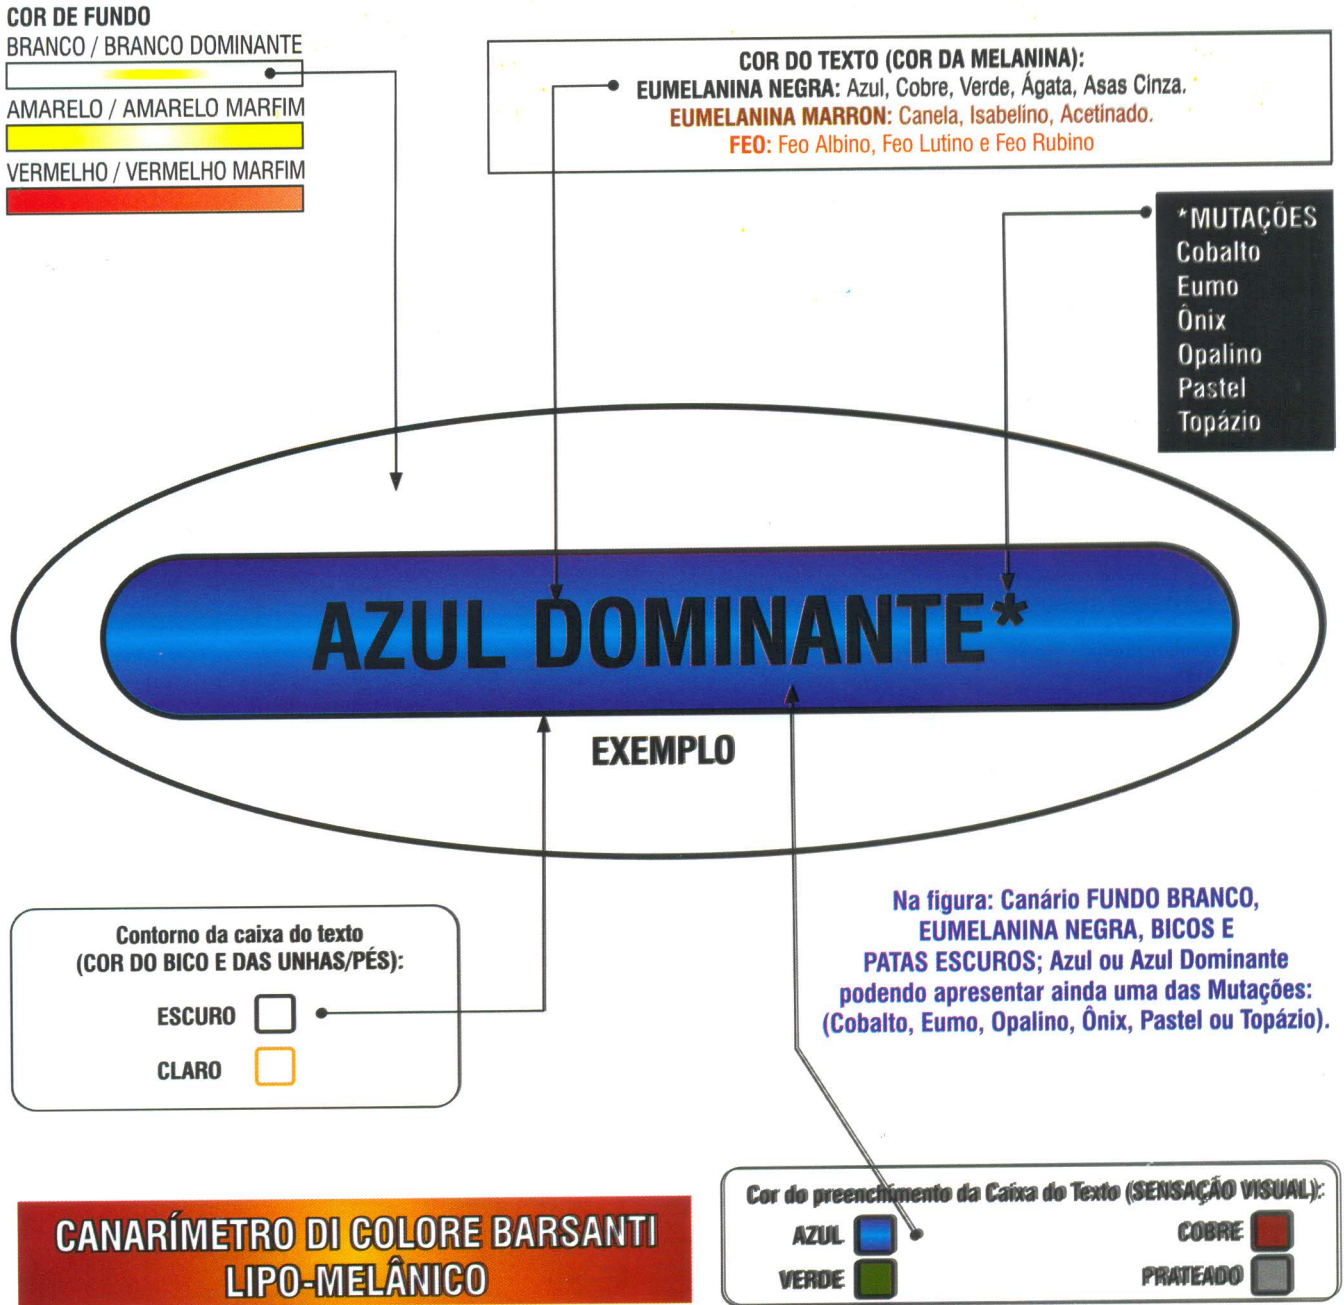 COR DE FUNDO
BRANCO / BRANCO DOMINANTE
AMARELO / AMARELO MARFIM
VERMELHO / VERMELHO MARFIM
COR DO TEXTO (COR DA MELANINA):
EUMELANINA NEGRA: Azul, Cobre, Verde, Ágata, Asas Cinza.
EUMELANINA MARRON: Canela, Isabelino, Acetinado.
FEO: Feo Albino, Feo Lutino e Feo Rubino
*MUTAÇÕES
Cobalto
Eumo
Ônix
Opalino
Pastel
Topázio
AZUL DOMINANTE*
EXEMPLO
Contorno da caixa do texto
(COR DO BICO E DAS UNHAS/PÉS):
ESCURO
CLARO
Na figura: Canário FUNDO BRANCO,
EUMELANINA NEGRA, BICOS E
PATAS ESCUROS; Azul ou Azul Dominante
podendo apresentar ainda uma das Mutações:
(Cobalto, Eumo, Opalino, Ônix, Pastel ou Topázio).
CANARÍMETRO DI COLORE BARSANTI
LIPO-MELÂNICO
Cor do preenchimento da Caixa do Texto (SENSAÇÃO VISUAL):
AZUL
COBRE
VERDE
PRATEADO